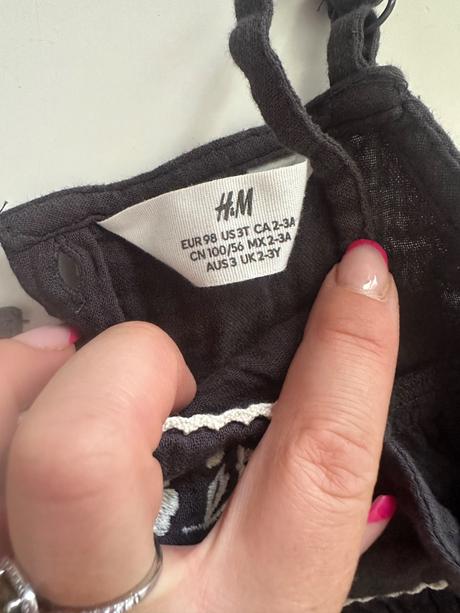 H&M
EUR 98 US 3T CA 2-3A
CN 100/56 MX 2-3A
AUS 3 UK 2-3Y